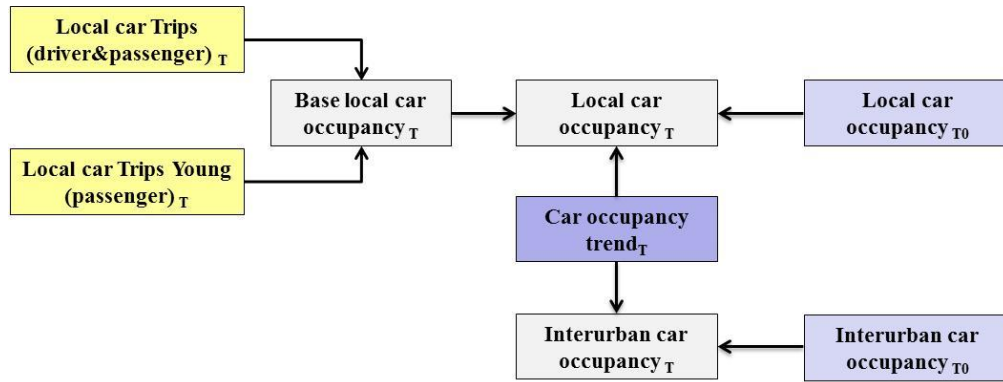 Local car Trips
(driver&passenger) T
Base local car
occupancy T
Local car
occupancy T
Local car
occupancy T0
Local car Trips Young
(passenger) T
Car occupancy
trendT
Interurban car
occupancy T
Interurban car
occupancy T0